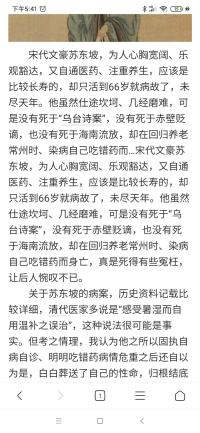 下午5:41
宋代文豪苏东坡，为人心胸宽阔、乐
观豁达，又自通医药、注重养生，应该是
比较长寿的，却只活到66岁就病故了，未
尽天年。他虽然仕途坎坷、几经磨难，可
是没有死于“乌台诗案”，没有死于赤壁贬
谪，也没有死于海南流放，却在回归养老
常州时、染病自己吃错药而...宋代文豪苏
东坡，为人心胸宽阔、乐观豁达，又自通
医药、注重养生，应该是比较长寿的，却
只活到66岁就病故了，未尽天年。他虽然
仕途坎坷、几经磨难，可是没有死于“乌
台诗案”，没有死于赤壁贬谪，也没有死
于海南流放，却在回归养老常州时、染病
自己吃错药而身亡，真是死得有些冤枉，
让后人惋叹不已。
关于苏东坡的病案，历史资料记载比
较详细，清代医家多说是“感受暑湿而自
用温补之误治”，这种说法很可能是事
实。但考之情理，我认为他之所以固执自
病自诊、明明吃错药病情危重之后还自以
为是，白白葬送了自己的性命，归根结底
1